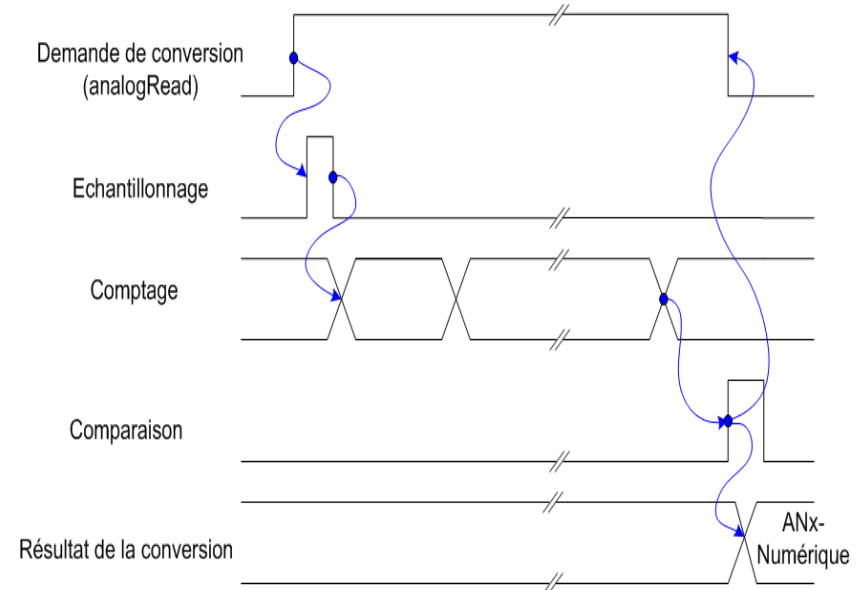 Demande de conversion
(analogRead)
Echantillonnage
Comptage
Comparaison
Résultat de la conversion
ANx-
Numérique